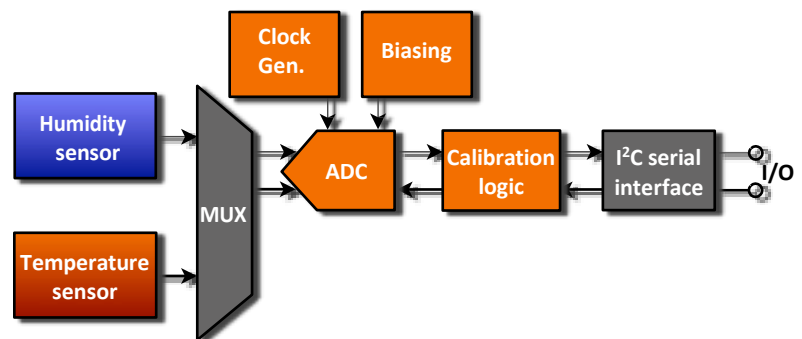 Clock
Gen.
Biasing
Humidity
sensor
MUX
ADC
Calibration
logic
I²C serial
interface
I/O
Temperature
sensor